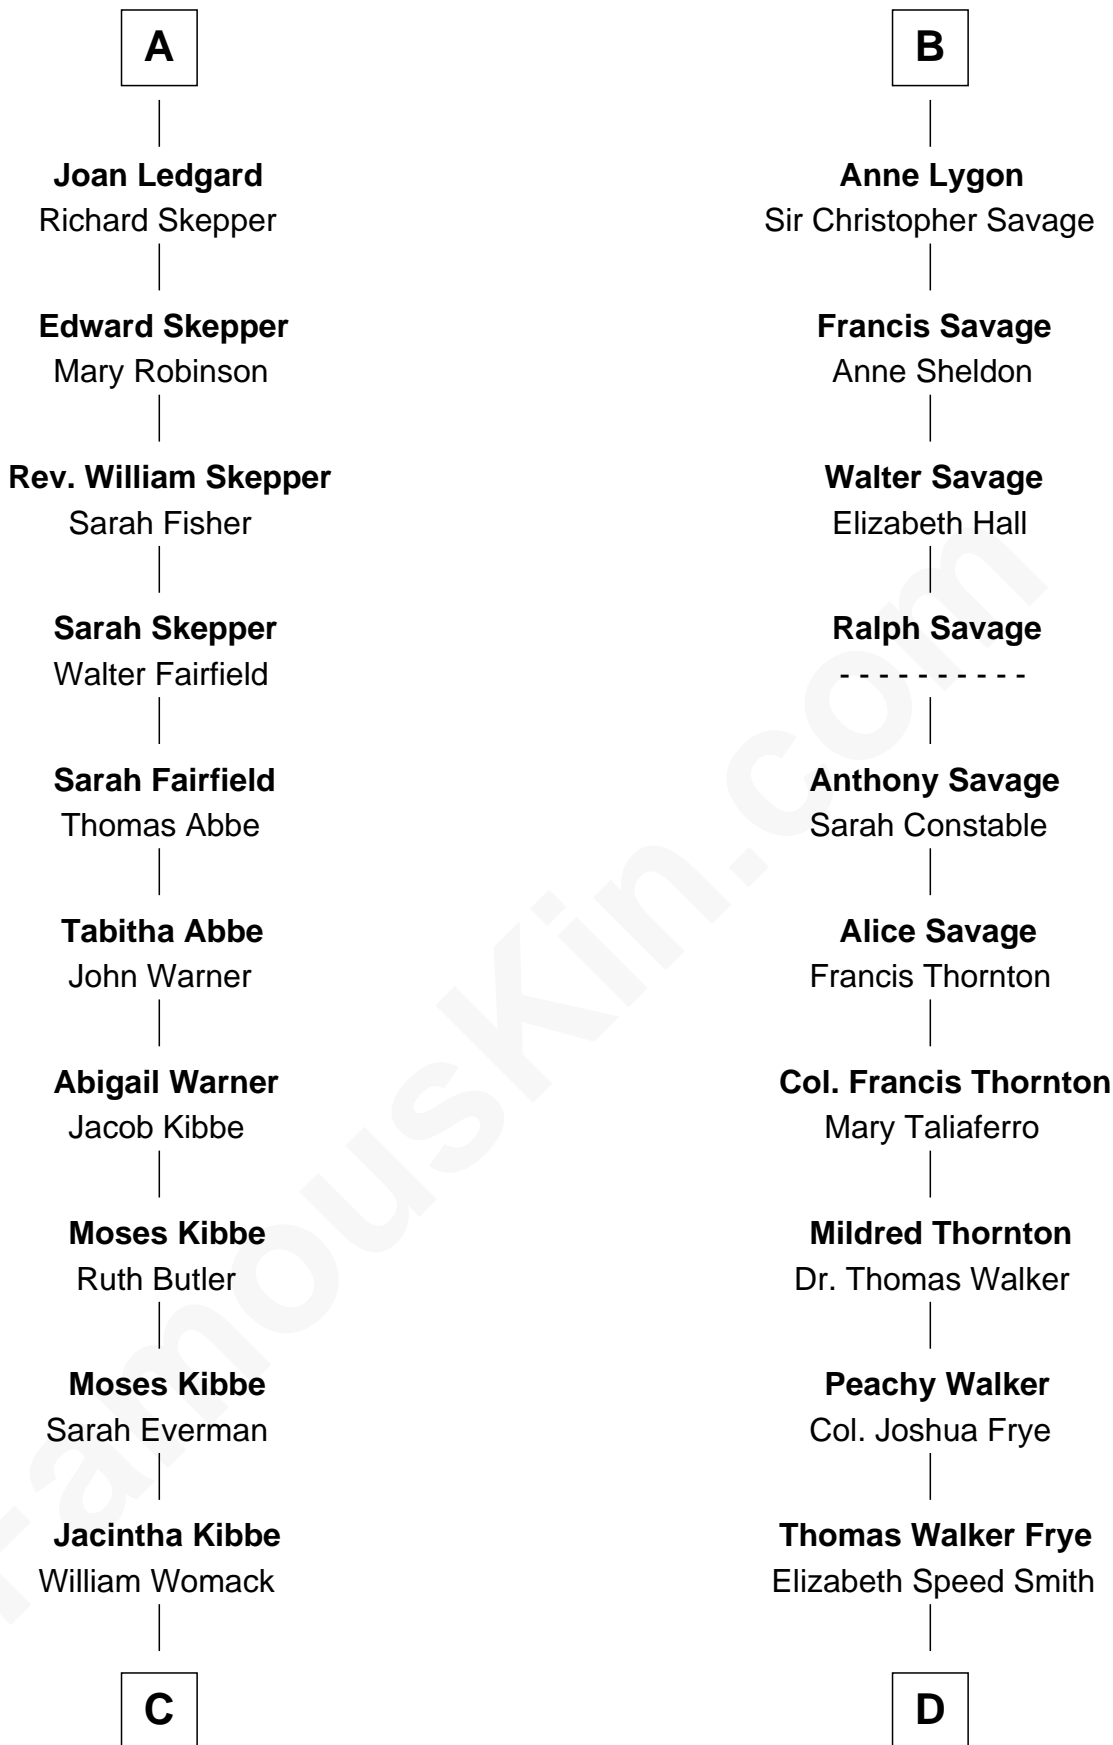 A
Joan Ledgard
Richard Skepper
Edward Skepper
Mary Robinson
Rev. William Skepper
Sarah Fisher
Sarah Skepper
Walter Fairfield
Sarah Fairfield
Thomas Abbe
Tabitha Abbe
John Warner
Abigail Warner
Jacob Kibbe
Moses Kibbe
Ruth Butler
Moses Kibbe
Sarah Everman
Jacintha Kibbe
William Womack
C
B
Anne Lygon
Sir Christopher Savage
Francis Savage
Anne Sheldon
Walter Savage
Elizabeth Hall
Ralph Savage
- - - - - - - - - -
Anthony Savage
Sarah Constable
Alice Savage
Francis Thornton
Col. Francis Thornton
Mary Taliaferro
Mildred Thornton
Dr. Thomas Walker
Peachy Walker
Col. Joshua Frye
Thomas Walker Frye
Elizabeth Speed Smith
D
FamousKin.com